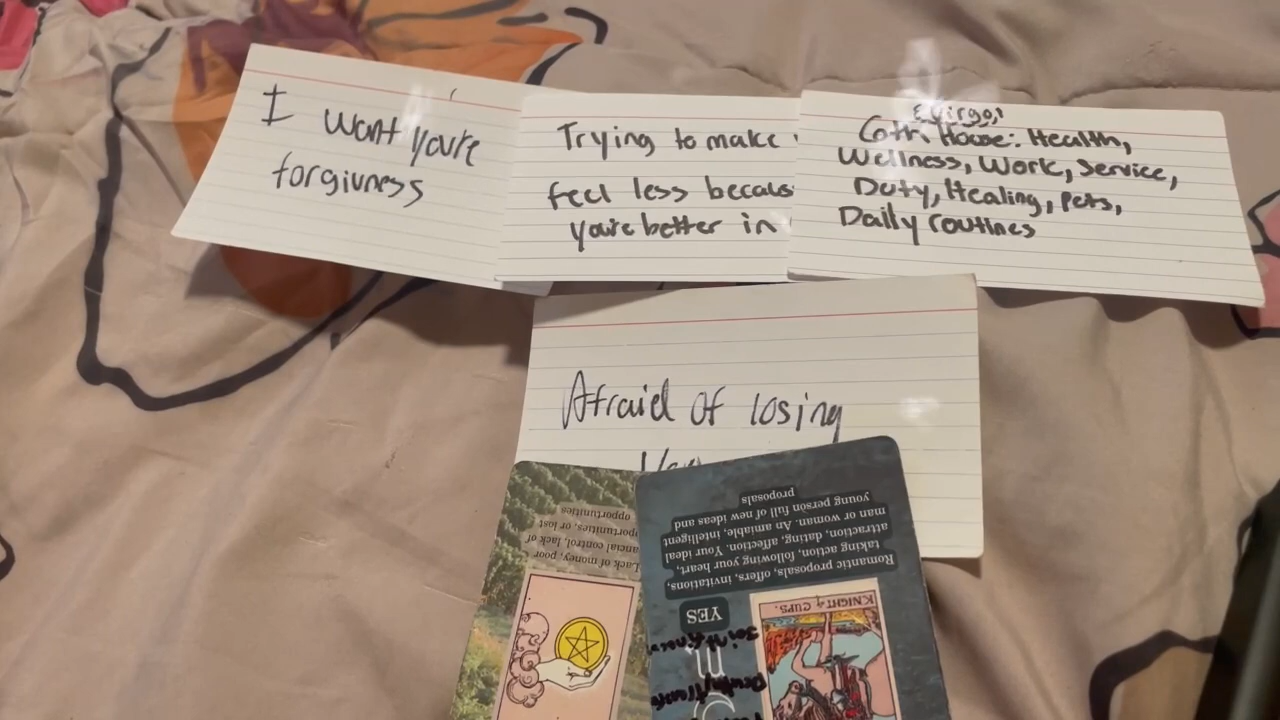 I want you're
forgivness
Trying to make
feel less becaus
you're better in
Virgo
6th House: Health,
Wellness, Work, Service,
Duty, Healing, Pets,
Daily routines
Afraid Of losing
Lack of money, poor
ancial control, lack of
portunities, or lost
opportunities
KNIGHT of CUPS.
YES
Romantic proposals, offers, invitations,
taking action, following your heart,
attraction, dating, affection. Your ideal
man or woman. An amiable, intelligent
young person full of new ideas and
proposals